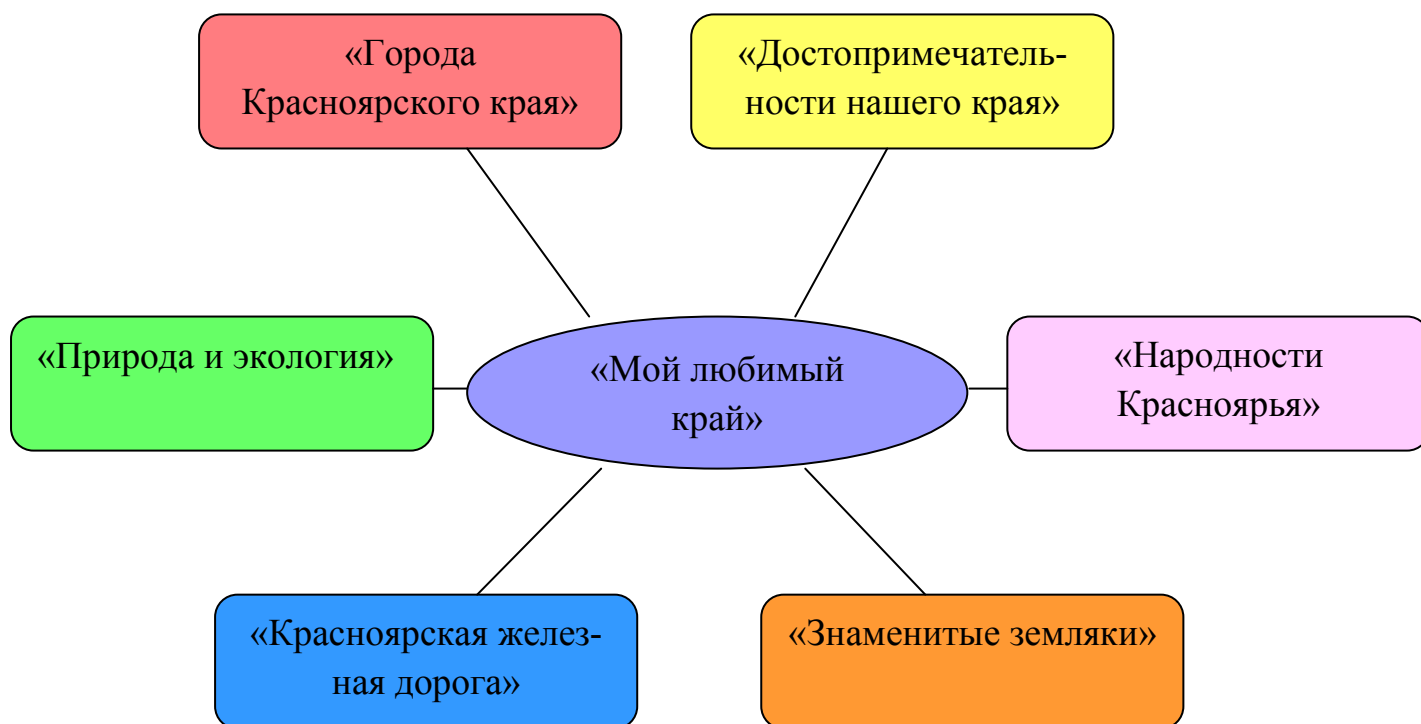 «Города
Красноярского края»
«Достопримечатель-
ности нашего края»
«Природа и экология»
«Мой любимый
край»
«Народности
Красноярья»
«Красноярская желез-
ная дорога»
«Знаменитые земляки»